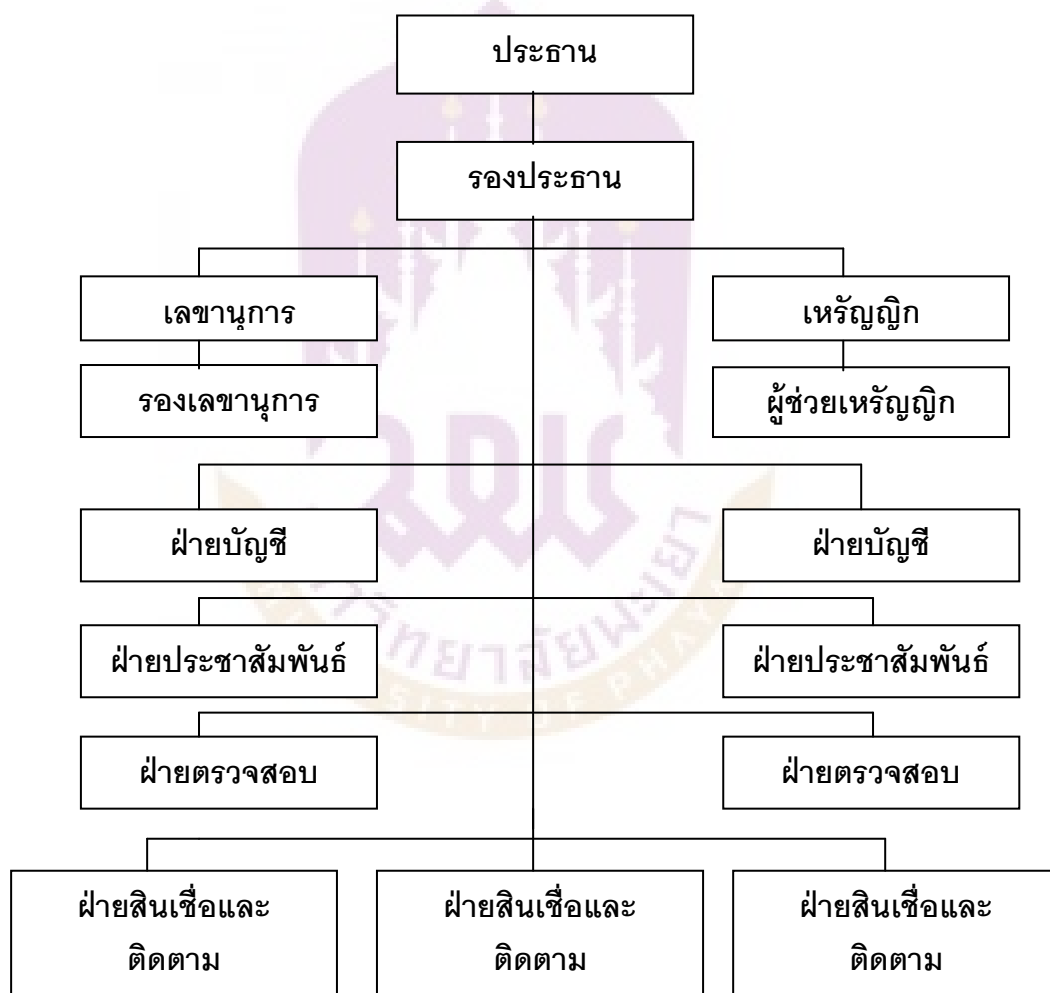 ประธาน
รองประธาน
เลขานุการ
เหรัญญิก
รองเลขานุการ
ผู้ช่วยเหรัญญิก
ฝ่ายบัญชี
ฝ่ายบัญชี
ฝ่ายประชาสัมพันธ์
ฝ่ายประชาสัมพันธ์
ฝ่ายตรวจสอบ
ฝ่ายตรวจสอบ
ฝ่ายสินเชื่อและ
ติดตาม
ฝ่ายสินเชื่อและ
ติดตาม
ฝ่ายสินเชื่อและ
ติดตาม